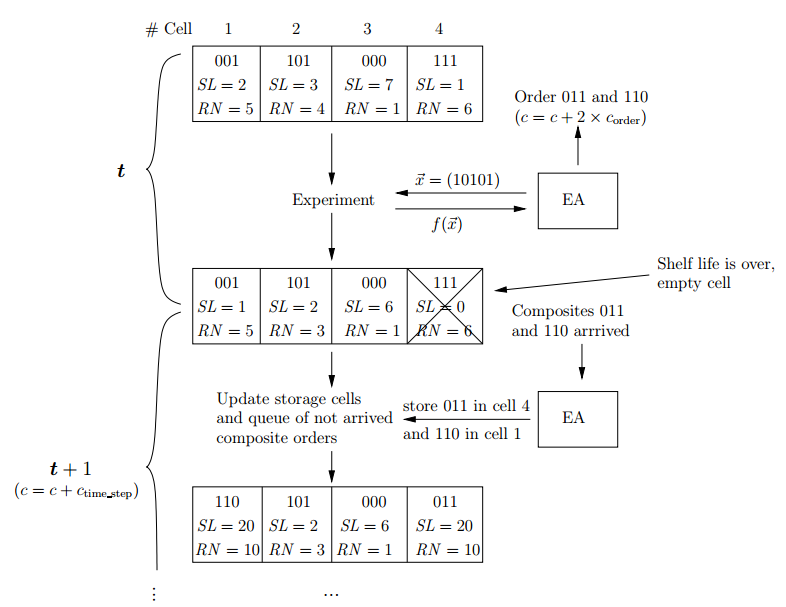 # Cell 1 2 3 4
001 101 000 111
SL = 2 SL = 3 SL = 7 SL = 1
RN = 5 RN = 4 RN = 1 RN = 6
Order 011 and 110
(c = c + 2 × c_order)
t
Experiment
x⃗ = (10101)
f(x⃗)
EA
001 101 000 111
SL = 1 SL = 2 SL = 6 SL = 0
RN = 5 RN = 3 RN = 1 RN = 6
Shelf life is over,
empty cell
Composites 011
and 110 arrrived
Update storage cells
and queue of not arrived
composite orders
store 011 in cell 4
and 110 in cell 1
EA
t + 1
(c = c + c_time_step)
110 101 000 011
SL = 20 SL = 2 SL = 6 SL = 20
RN = 10 RN = 3 RN = 1 RN = 10
⋮ ...